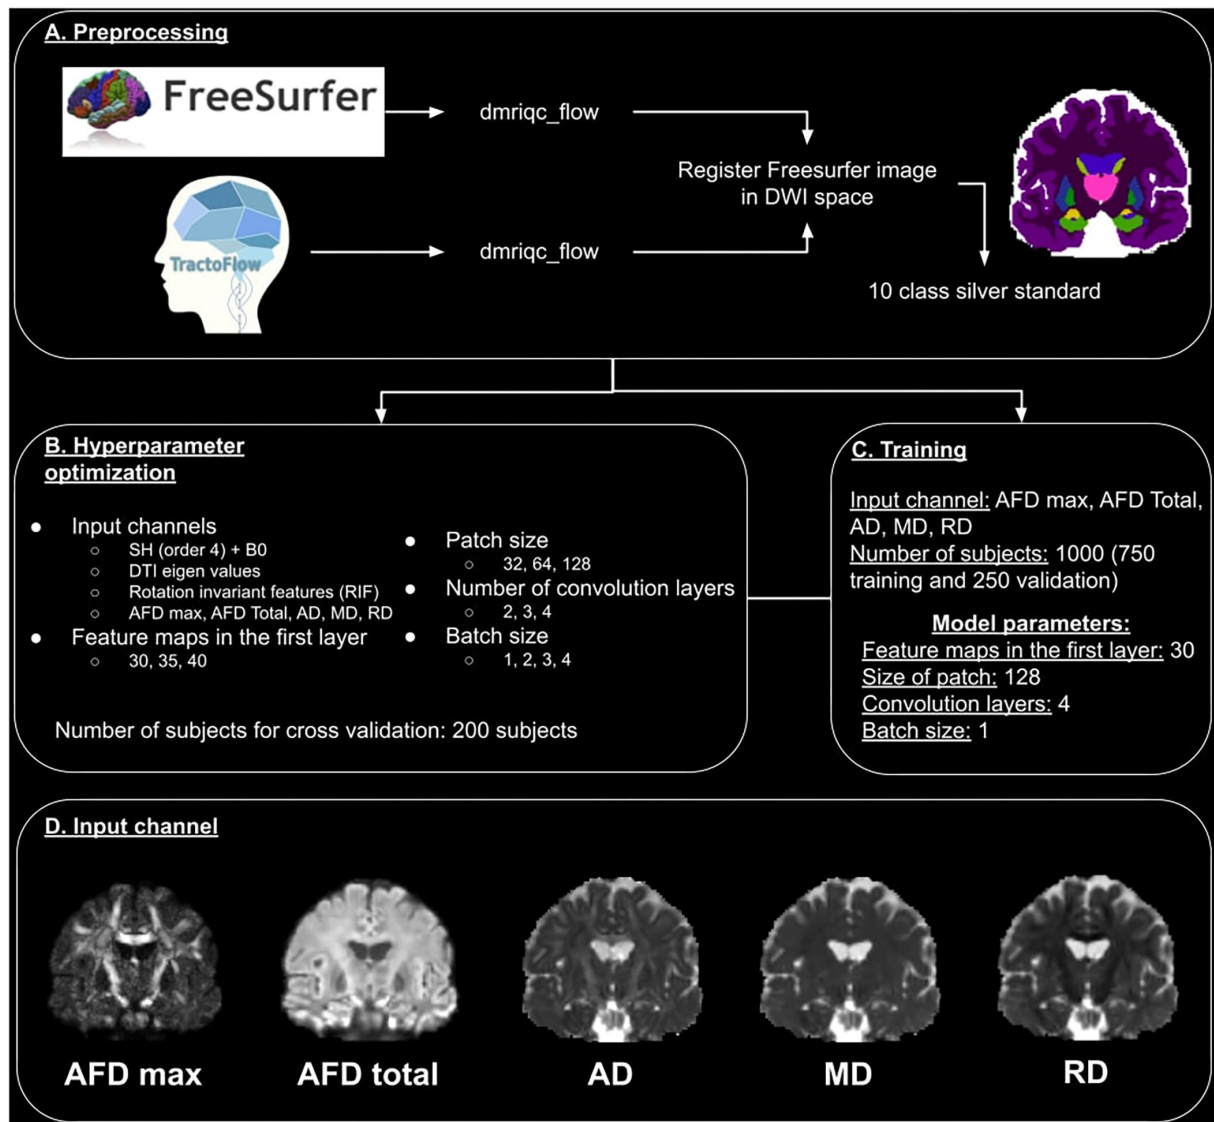 A. Preprocessing
FreeSurfer
dmriqc_flow
Register Freesurfer image
in DWI space
TractoFlow
dmriqc_flow
10 class silver standard
B. Hyperparameter
optimization
● Input channels
○ SH (order 4) + B0
○ DTI eigen values
○ Rotation invariant features (RIF)
○ AFD max, AFD Total, AD, MD, RD
● Feature maps in the first layer
○ 30, 35, 40
● Patch size
○ 32, 64, 128
● Number of convolution layers
○ 2, 3, 4
● Batch size
○ 1, 2, 3, 4
Number of subjects for cross validation: 200 subjects
C. Training
Input channel: AFD max, AFD Total,
AD, MD, RD
Number of subjects: 1000 (750
training and 250 validation)
Model parameters:
Feature maps in the first layer: 30
Size of patch: 128
Convolution layers: 4
Batch size: 1
D. Input channel
AFD max
AFD total
AD
MD
RD